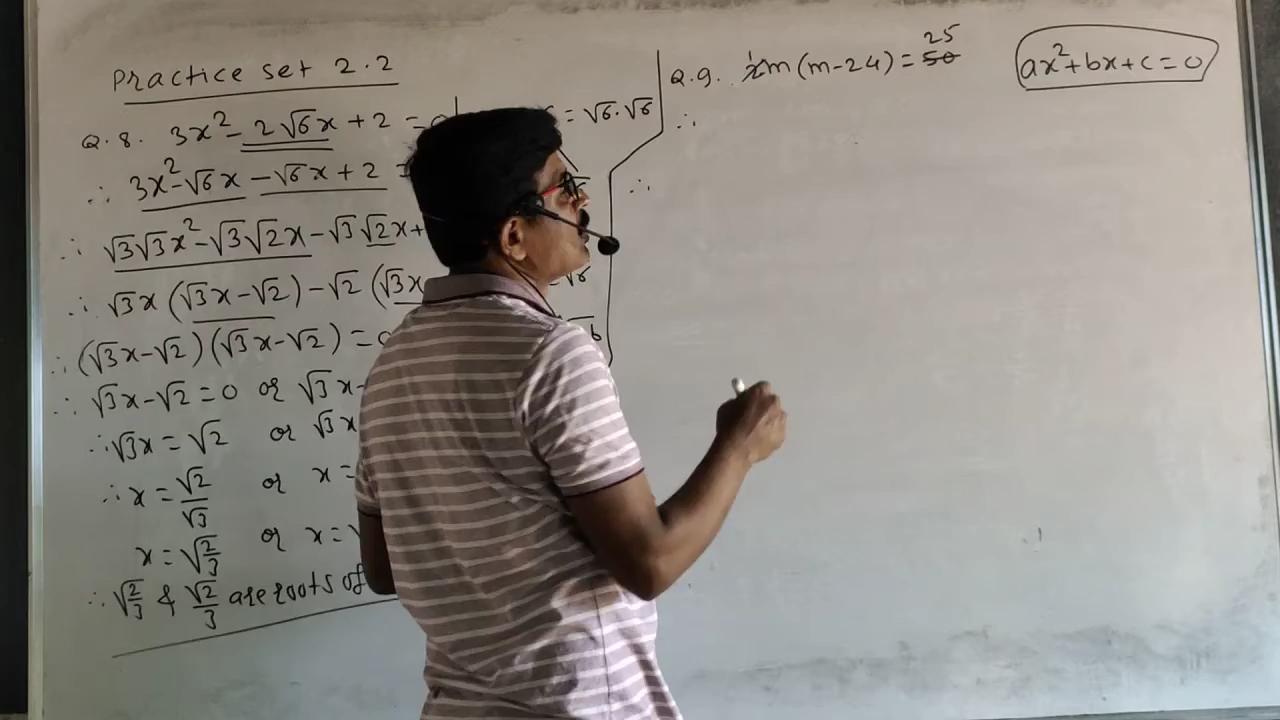 Practice set 2.2
Q.8. 3x² - 2√6x + 2 =
∴ 3x² - √6x - √6x + 2
∴ √3√3x² - √3√2x - √3√2x +
∴ √3x (√3x - √2) - √2 (√3x
∴ (√3x - √2) (√3x - √2) =
∴ √3x - √2 = 0 or √3x -
∴ √3x = √2 or √3x
∴ x = √2/√3 or x =
x = √2/3 or x = √
∴ √2/3 & √2/3 are roots of
= √6.√6
√6
Q.9. 2̶ 1 m(m-24) = 5̶0̶ 25
∴
∴
ax² + bx + c = 0